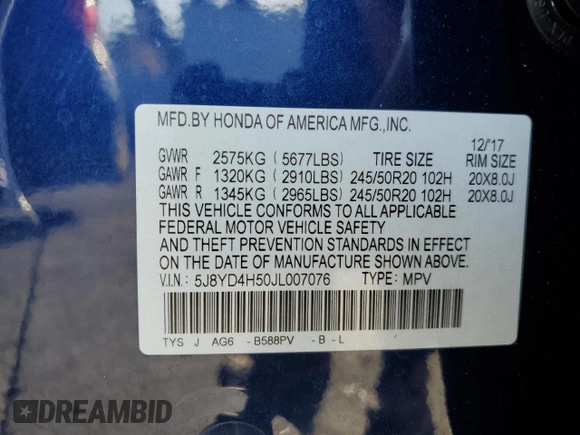 MFD.BY HONDA OF AMERICA MFG.,INC.
12/'17
GVWR 2575KG ( 5677LBS) TIRE SIZE RIM SIZE
GAWR F 1320KG ( 2910LBS) 245/50R20 102H 20X8.0J
GAWR R 1345KG ( 2965LBS) 245/50R20 102H 20X8.0J
THIS VEHICLE CONFORMS TO ALL APPLICABLE
FEDERAL MOTOR VEHICLE SAFETY
AND THEFT PREVENTION STANDARDS IN EFFECT
ON THE DATE OF MANUFACTURE SHOWN ABOVE.
V.I.N.: 5J8YD4H50JL007076 TYPE: MPV
TYS J AG6 -B588PV -B-L
DREAMBID